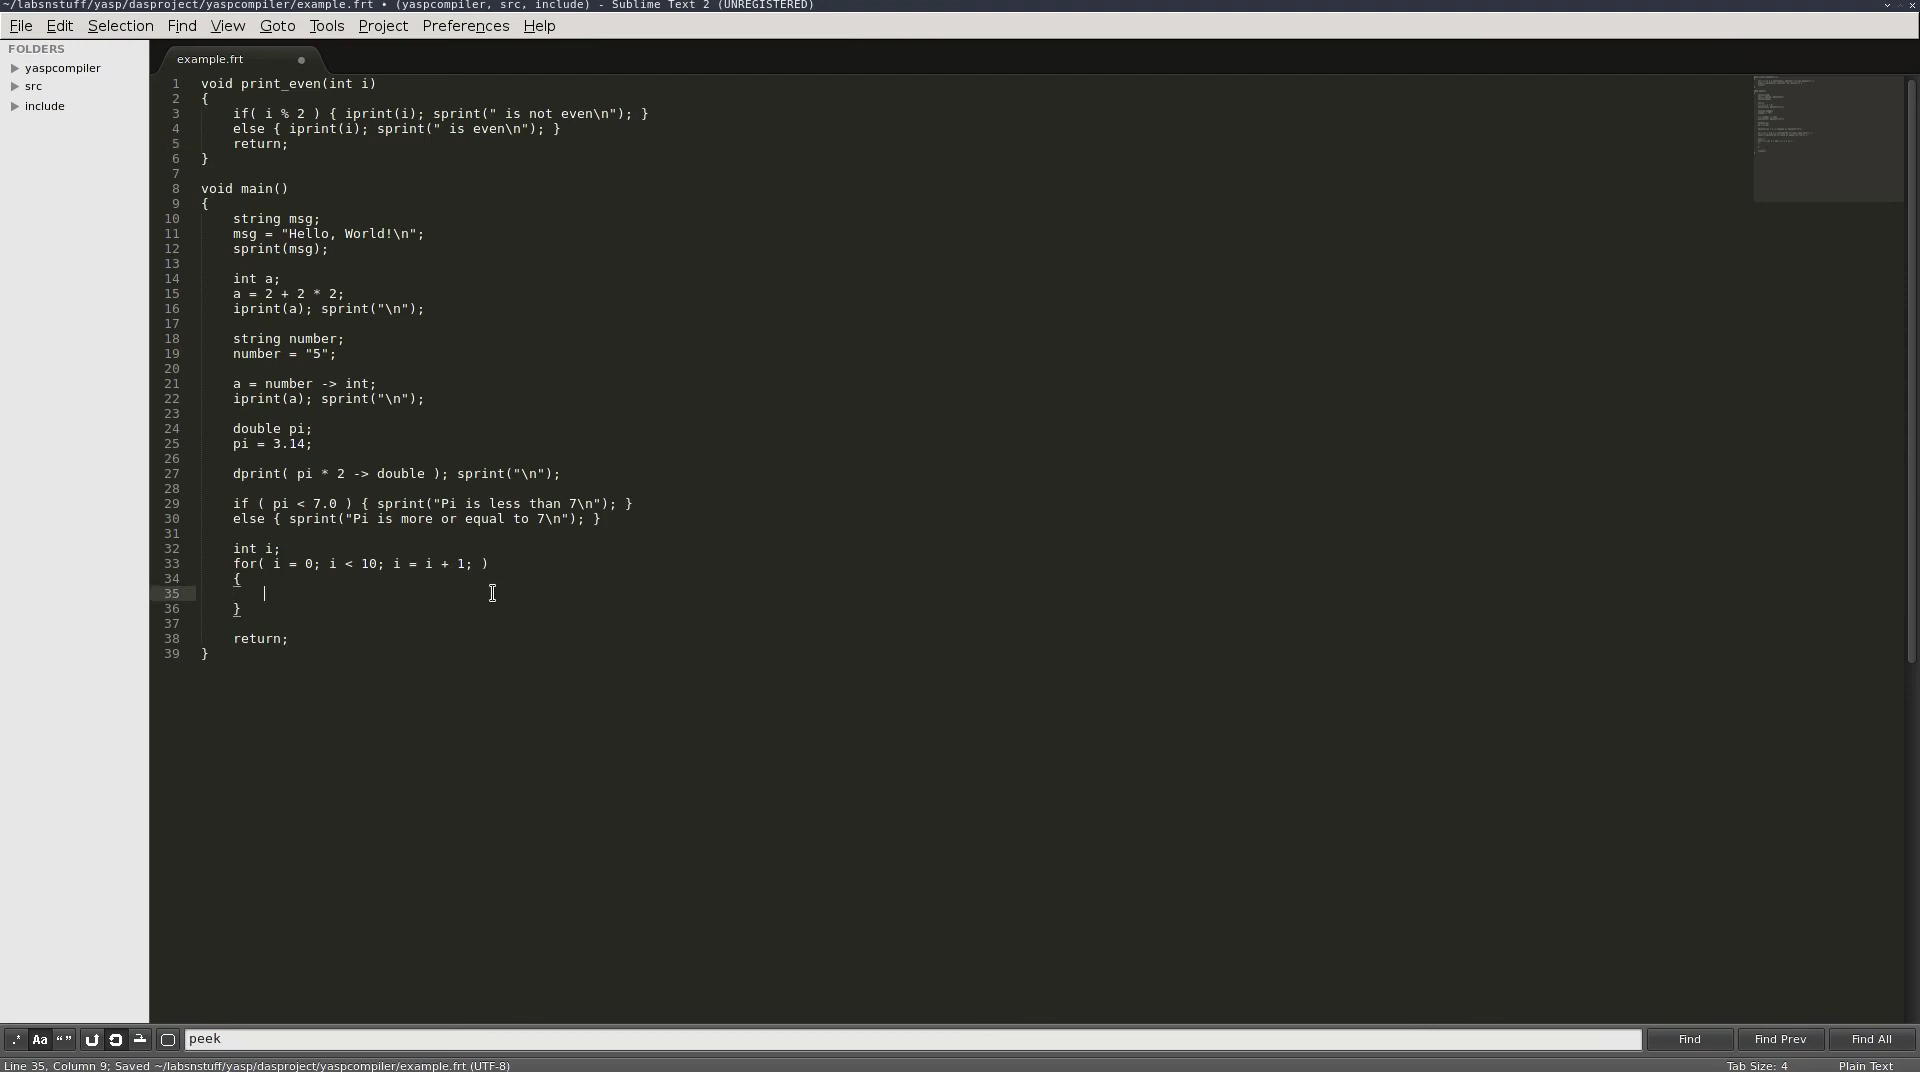 ~/labsnstuff/yasp/dasproject/yaspcompiler/example.frt • (yaspcompiler, src, include) - Sublime Text 2 (UNREGISTERED)
File Edit Selection Find View Goto Tools Project Preferences Help
FOLDERS
yaspcompiler
src
include
example.frt
1 void print_even(int i)
2 {
3     if( i % 2 ) { iprint(i); sprint(" is not even\n"); }
4     else { iprint(i); sprint(" is even\n"); }
5     return;
6 }
7
8 void main()
9 {
10     string msg;
11     msg = "Hello, World!\n";
12     sprint(msg);
13
14     int a;
15     a = 2 + 2 * 2;
16     iprint(a); sprint("\n");
17
18     string number;
19     number = "5";
20
21     a = number -> int;
22     iprint(a); sprint("\n");
23
24     double pi;
25     pi = 3.14;
26
27     dprint( pi * 2 -> double ); sprint("\n");
28
29     if ( pi < 7.0 ) { sprint("Pi is less than 7\n"); }
30     else { sprint("Pi is more or equal to 7\n"); }
31
32     int i;
33     for( i = 0; i < 10; i = i + 1; )
34     {
35
36     }
37
38     return;
39 }
.* Aa “” peek Find Find Prev Find All
Line 35, Column 9; Saved ~/labsnstuff/yasp/dasproject/yaspcompiler/example.frt (UTF-8) Tab Size: 4 Plain Text